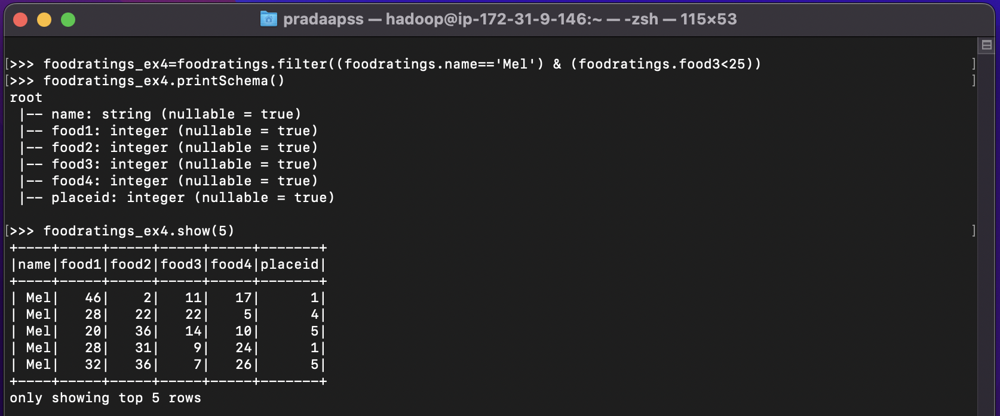 pradaapss — hadoop@ip-172-31-9-146:~ — -zsh — 115×53
[>>> foodratings_ex4=foodratings.filter((foodratings.name=='Mel') & (foodratings.food3<25)) ]
[>>> foodratings_ex4.printSchema() ]
root
 |-- name: string (nullable = true)
 |-- food1: integer (nullable = true)
 |-- food2: integer (nullable = true)
 |-- food3: integer (nullable = true)
 |-- food4: integer (nullable = true)
 |-- placeid: integer (nullable = true)
[>>> foodratings_ex4.show(5) ]
+----+-----+-----+-----+-----+-------+
|name|food1|food2|food3|food4|placeid|
+----+-----+-----+-----+-----+-------+
| Mel|   46|    2|   11|   17|      1|
| Mel|   28|   22|   22|    5|      4|
| Mel|   20|   36|   14|   10|      5|
| Mel|   28|   31|    9|   24|      1|
| Mel|   32|   36|    7|   26|      5|
+----+-----+-----+-----+-----+-------+
only showing top 5 rows